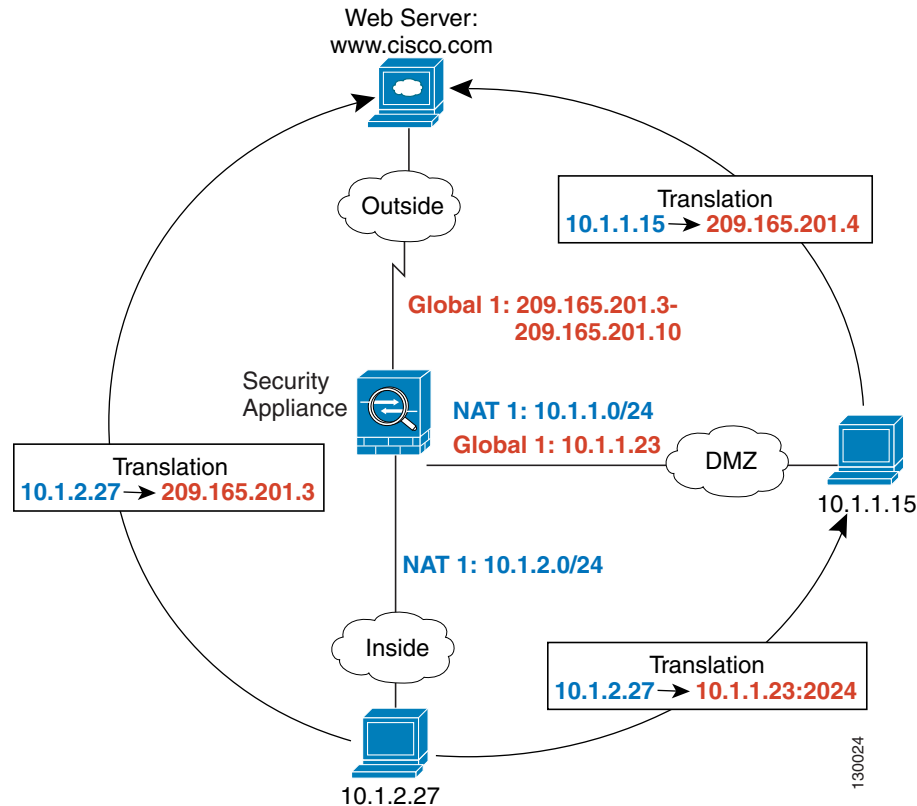 Web Server:
www.cisco.com
Outside
Translation
10.1.1.15 → 209.165.201.4
Global 1: 209.165.201.3-
209.165.201.10
Security
Appliance
NAT 1: 10.1.1.0/24
Global 1: 10.1.1.23
DMZ
10.1.1.15
Translation
10.1.2.27 → 209.165.201.3
NAT 1: 10.1.2.0/24
Inside
Translation
10.1.2.27 → 10.1.1.23:2024
10.1.2.27
130024